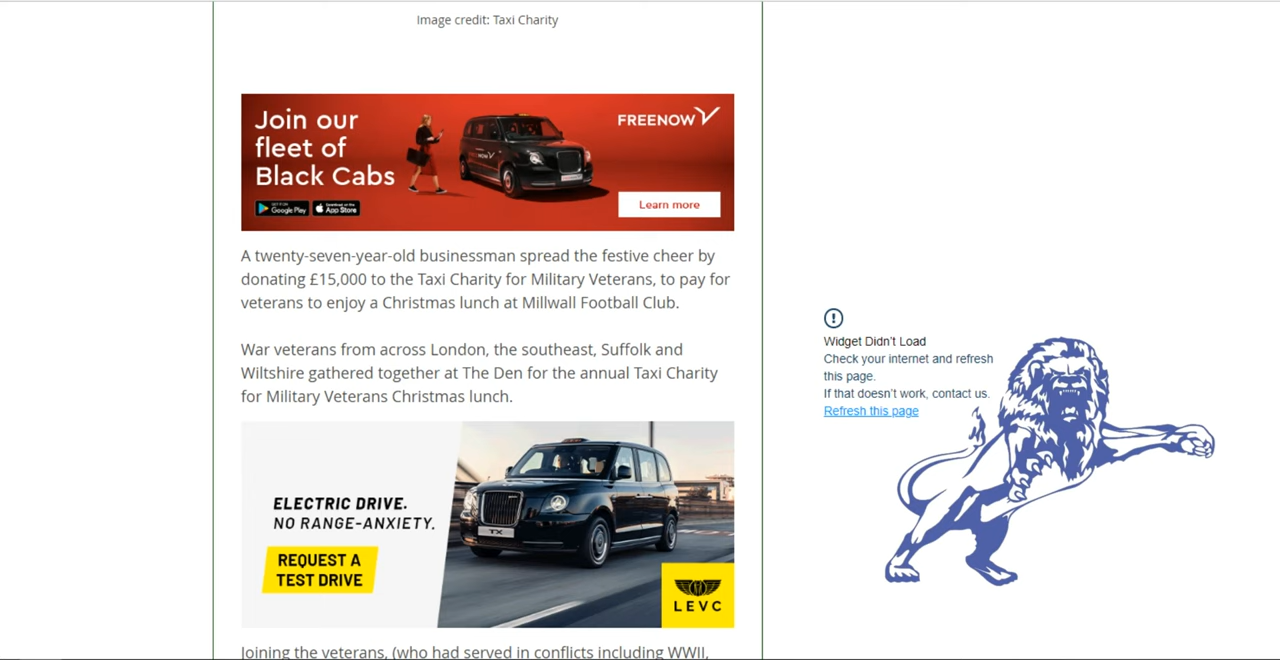 Image credit: Taxi Charity
Join our
fleet of
Black Cabs
FREENOW
NOW
GET IT ON
Google Play
Download on the
App Store
Learn more
A twenty-seven-year-old businessman spread the festive cheer by
donating £15,000 to the Taxi Charity for Military Veterans, to pay for
veterans to enjoy a Christmas lunch at Millwall Football Club.
War veterans from across London, the southeast, Suffolk and
Wiltshire gathered together at The Den for the annual Taxi Charity
for Military Veterans Christmas lunch.
ELECTRIC DRIVE.
NO RANGE-ANXIETY.
REQUEST A
TEST DRIVE
TX
LEVC
Joining the veterans, (who had served in conflicts including WWII,
Widget Didn’t Load
Check your internet and refresh
this page.
If that doesn’t work, contact us.
Refresh this page